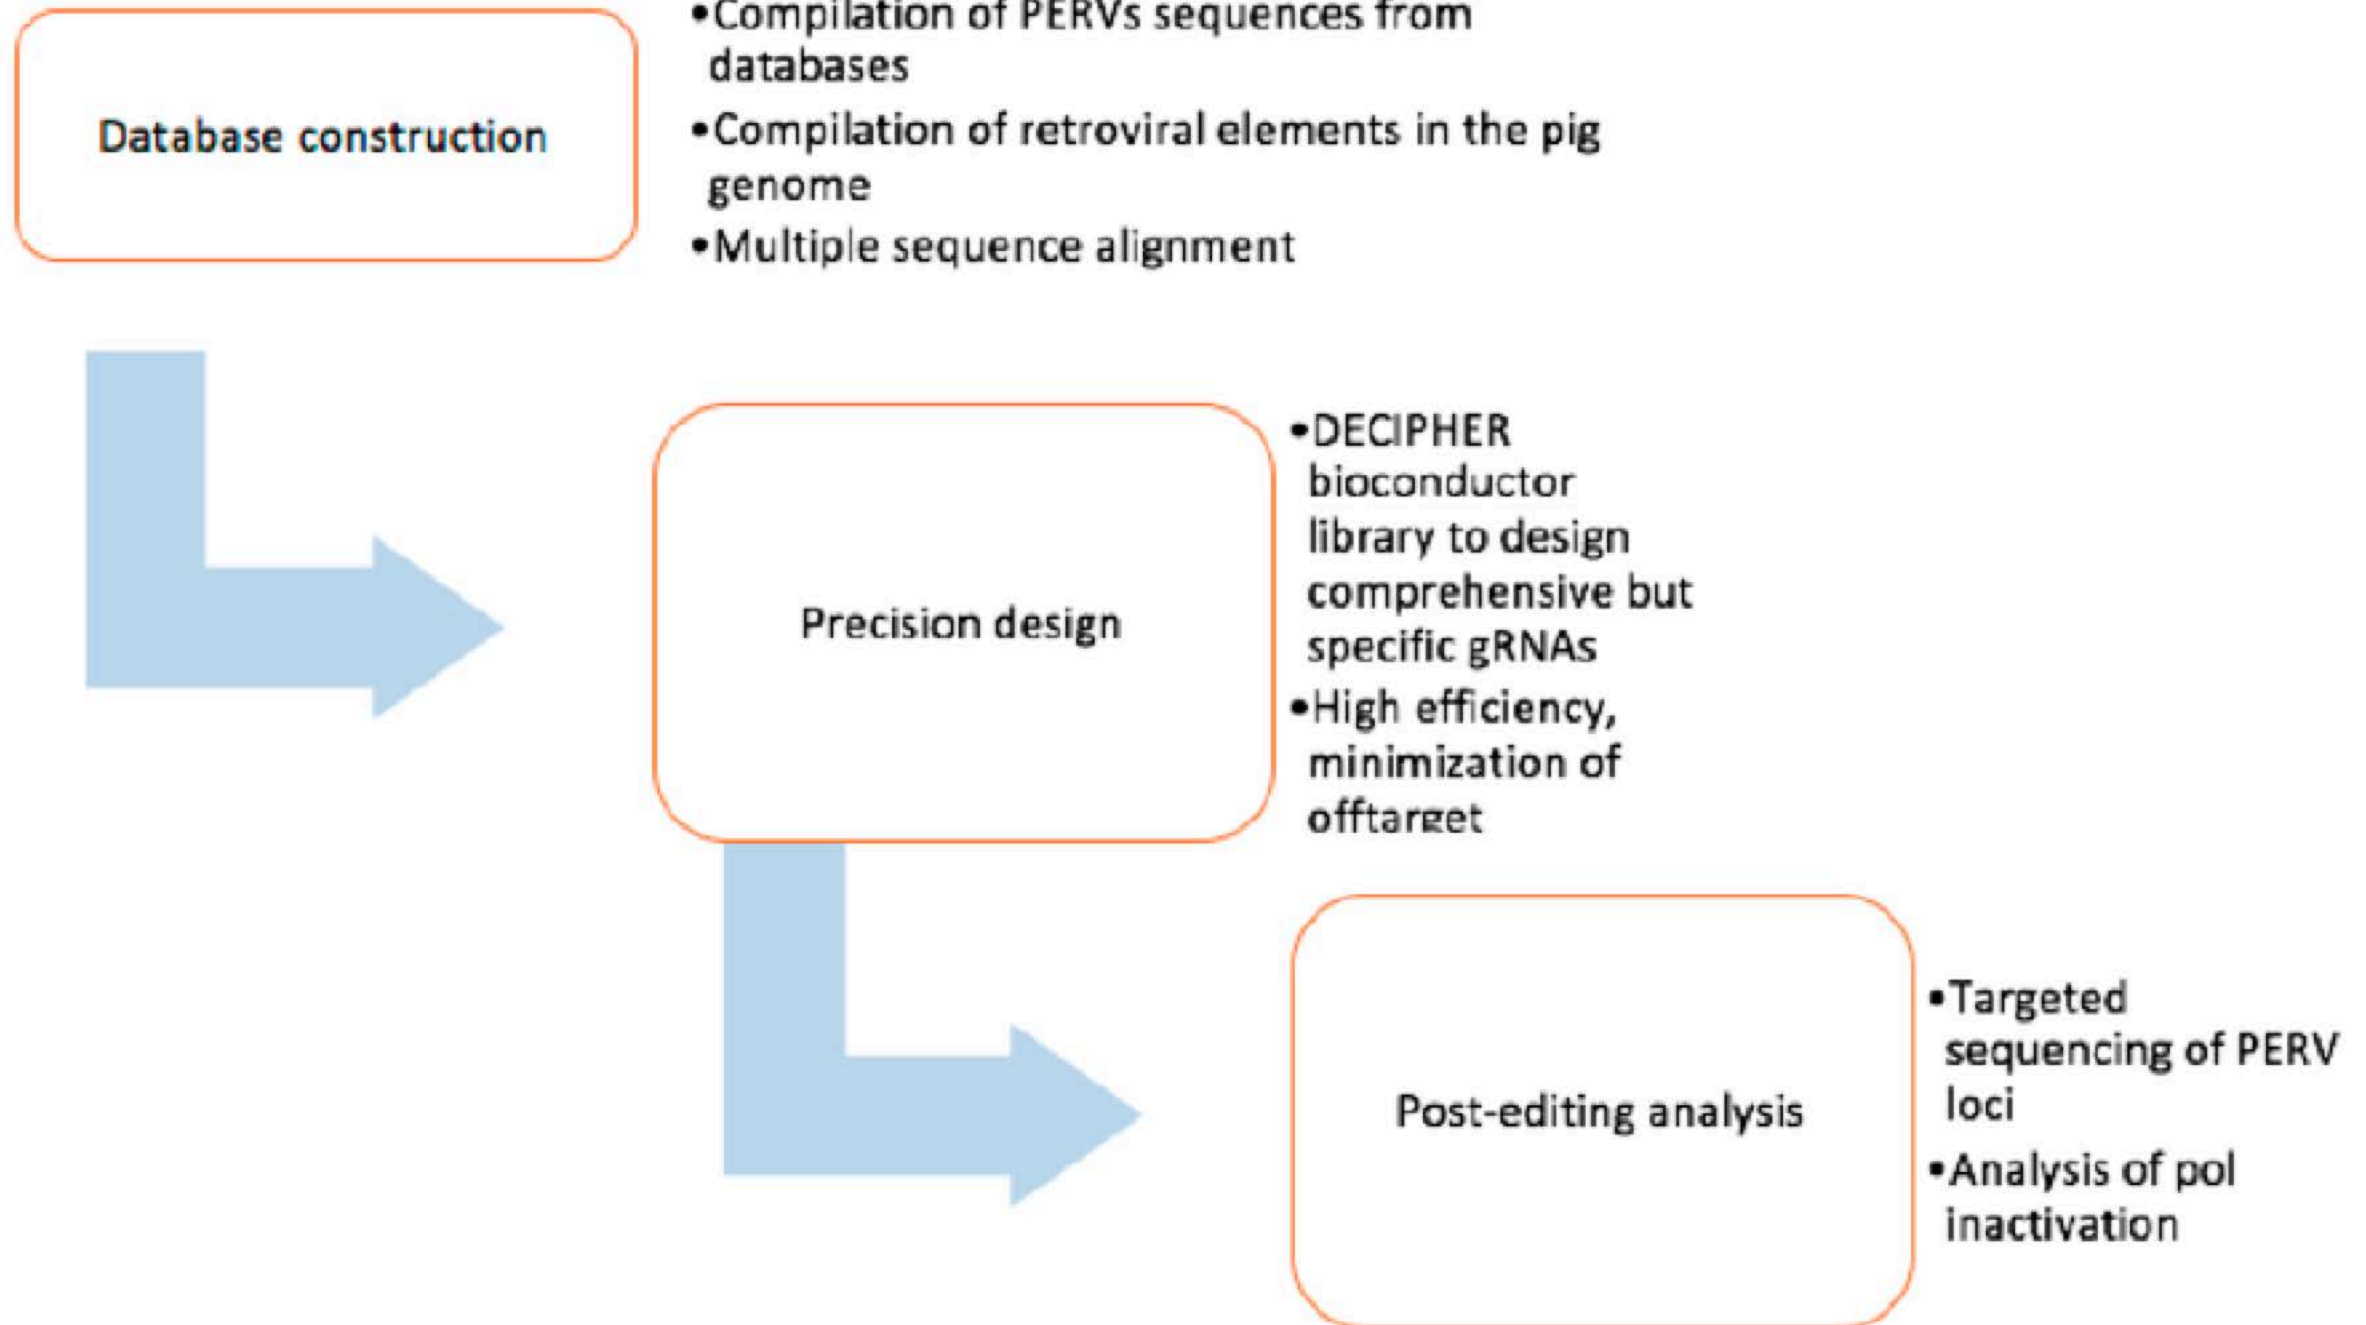 •Compilation of PERVs sequences from
databases
•Compilation of retroviral elements in the pig
genome
•Multiple sequence alignment
Database construction
Precision design
•DECIPHER
bioconductor
library to design
comprehensive but
specific gRNAs
•High efficiency,
minimization of
offtarget
Post-editing analysis
•Targeted
sequencing of PERV
loci
•Analysis of pol
inactivation